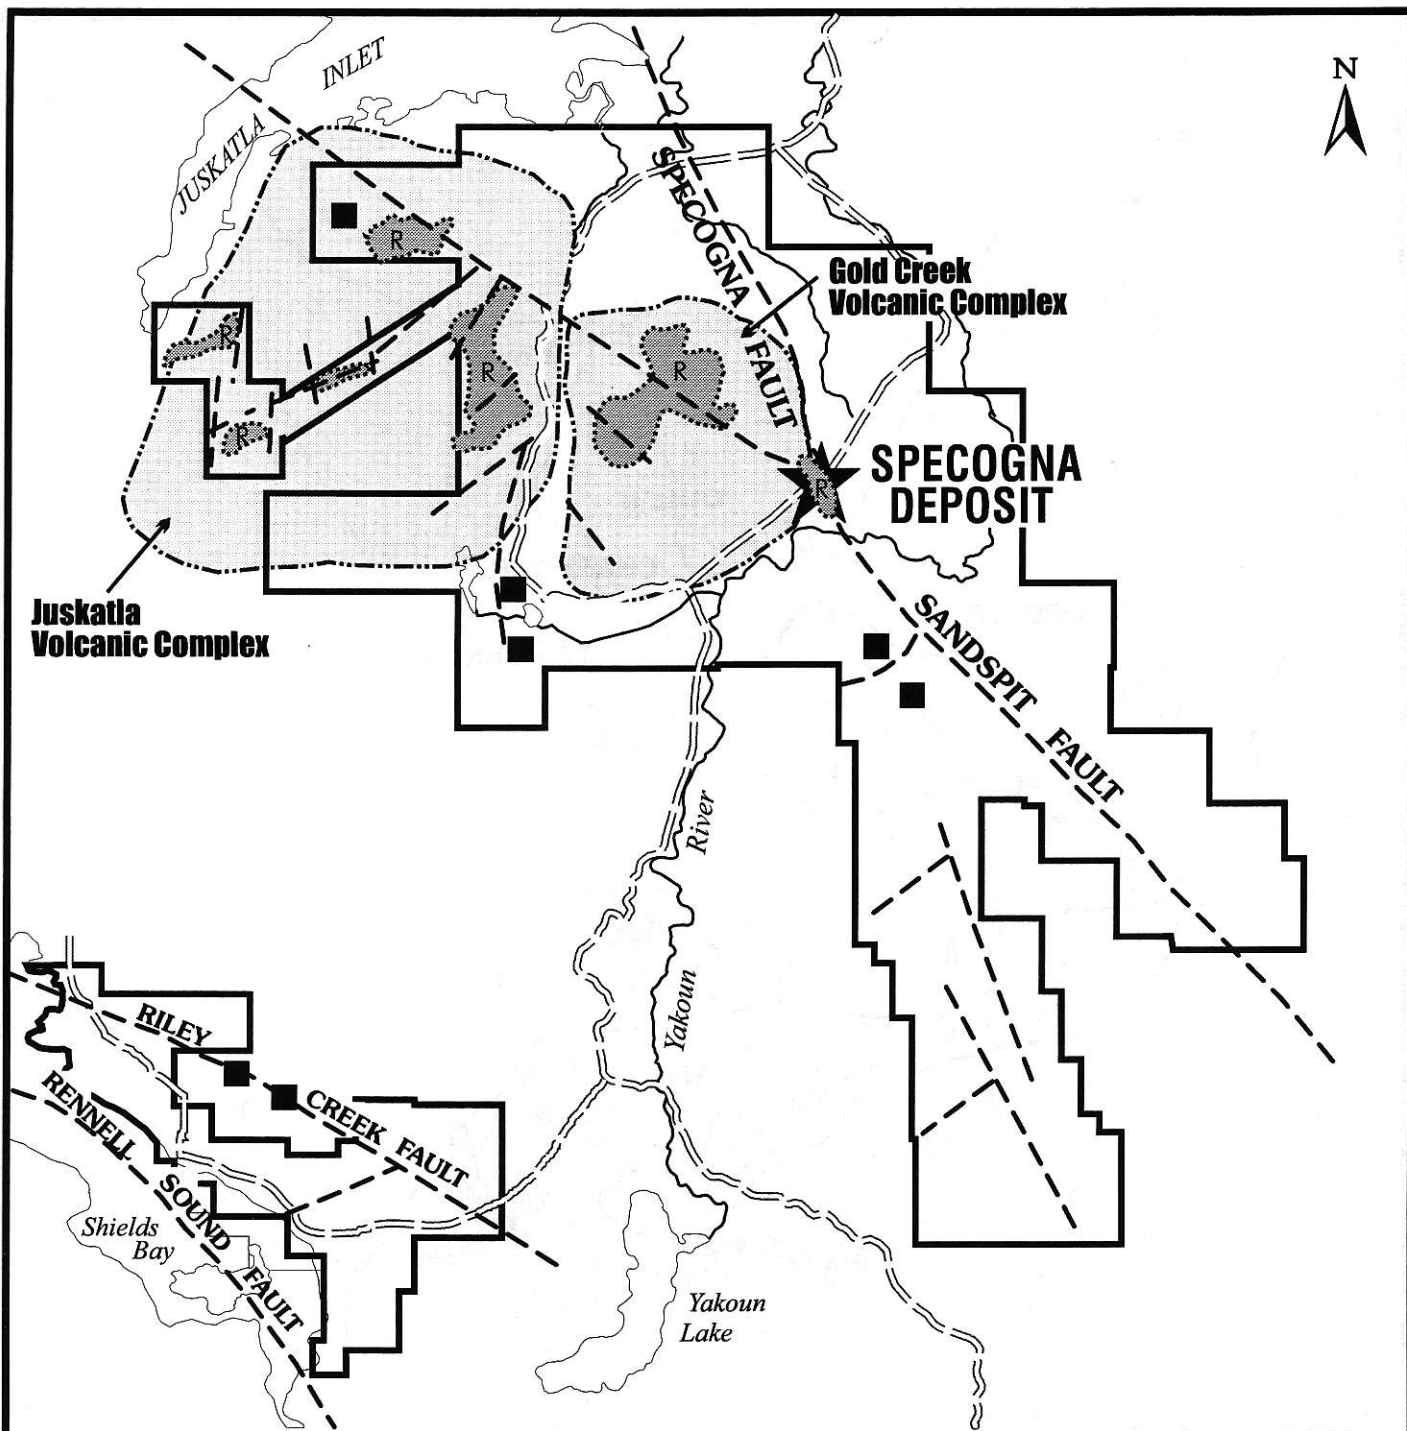 N
INLET
JUSKATLA
SPECOGNA
FAULT
Gold Creek
Volcanic Complex
R
R
R
R
R
R
SPECOGNA
DEPOSIT
Juskatla
Volcanic Complex
SANDSPIT
FAULT
River
Yakoun
RILEY
CREEK FAULT
RENNELL
SOUND
FAULT
Shields
Bay
Yakoun
Lake